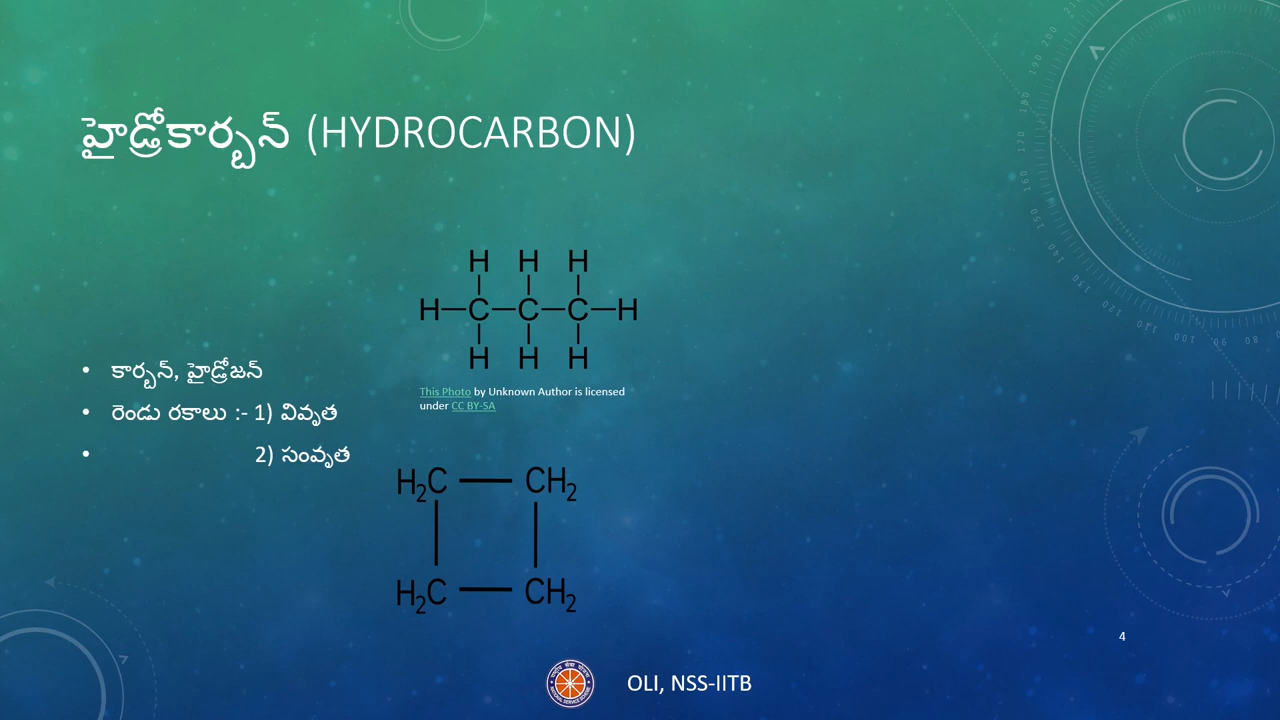 హైడ్రోకార్బన్ (HYDROCARBON)
H H H
H—C—C—C—H
H H H
• కార్బన్, హైడ్రోజన్
This Photo by Unknown Author is licensed
under CC BY-SA
• రెండు రకాలు :- 1) వివృత
• 2) సంవృత
H₂C — CH₂
H₂C — CH₂
4
OLI, NSS-IITB